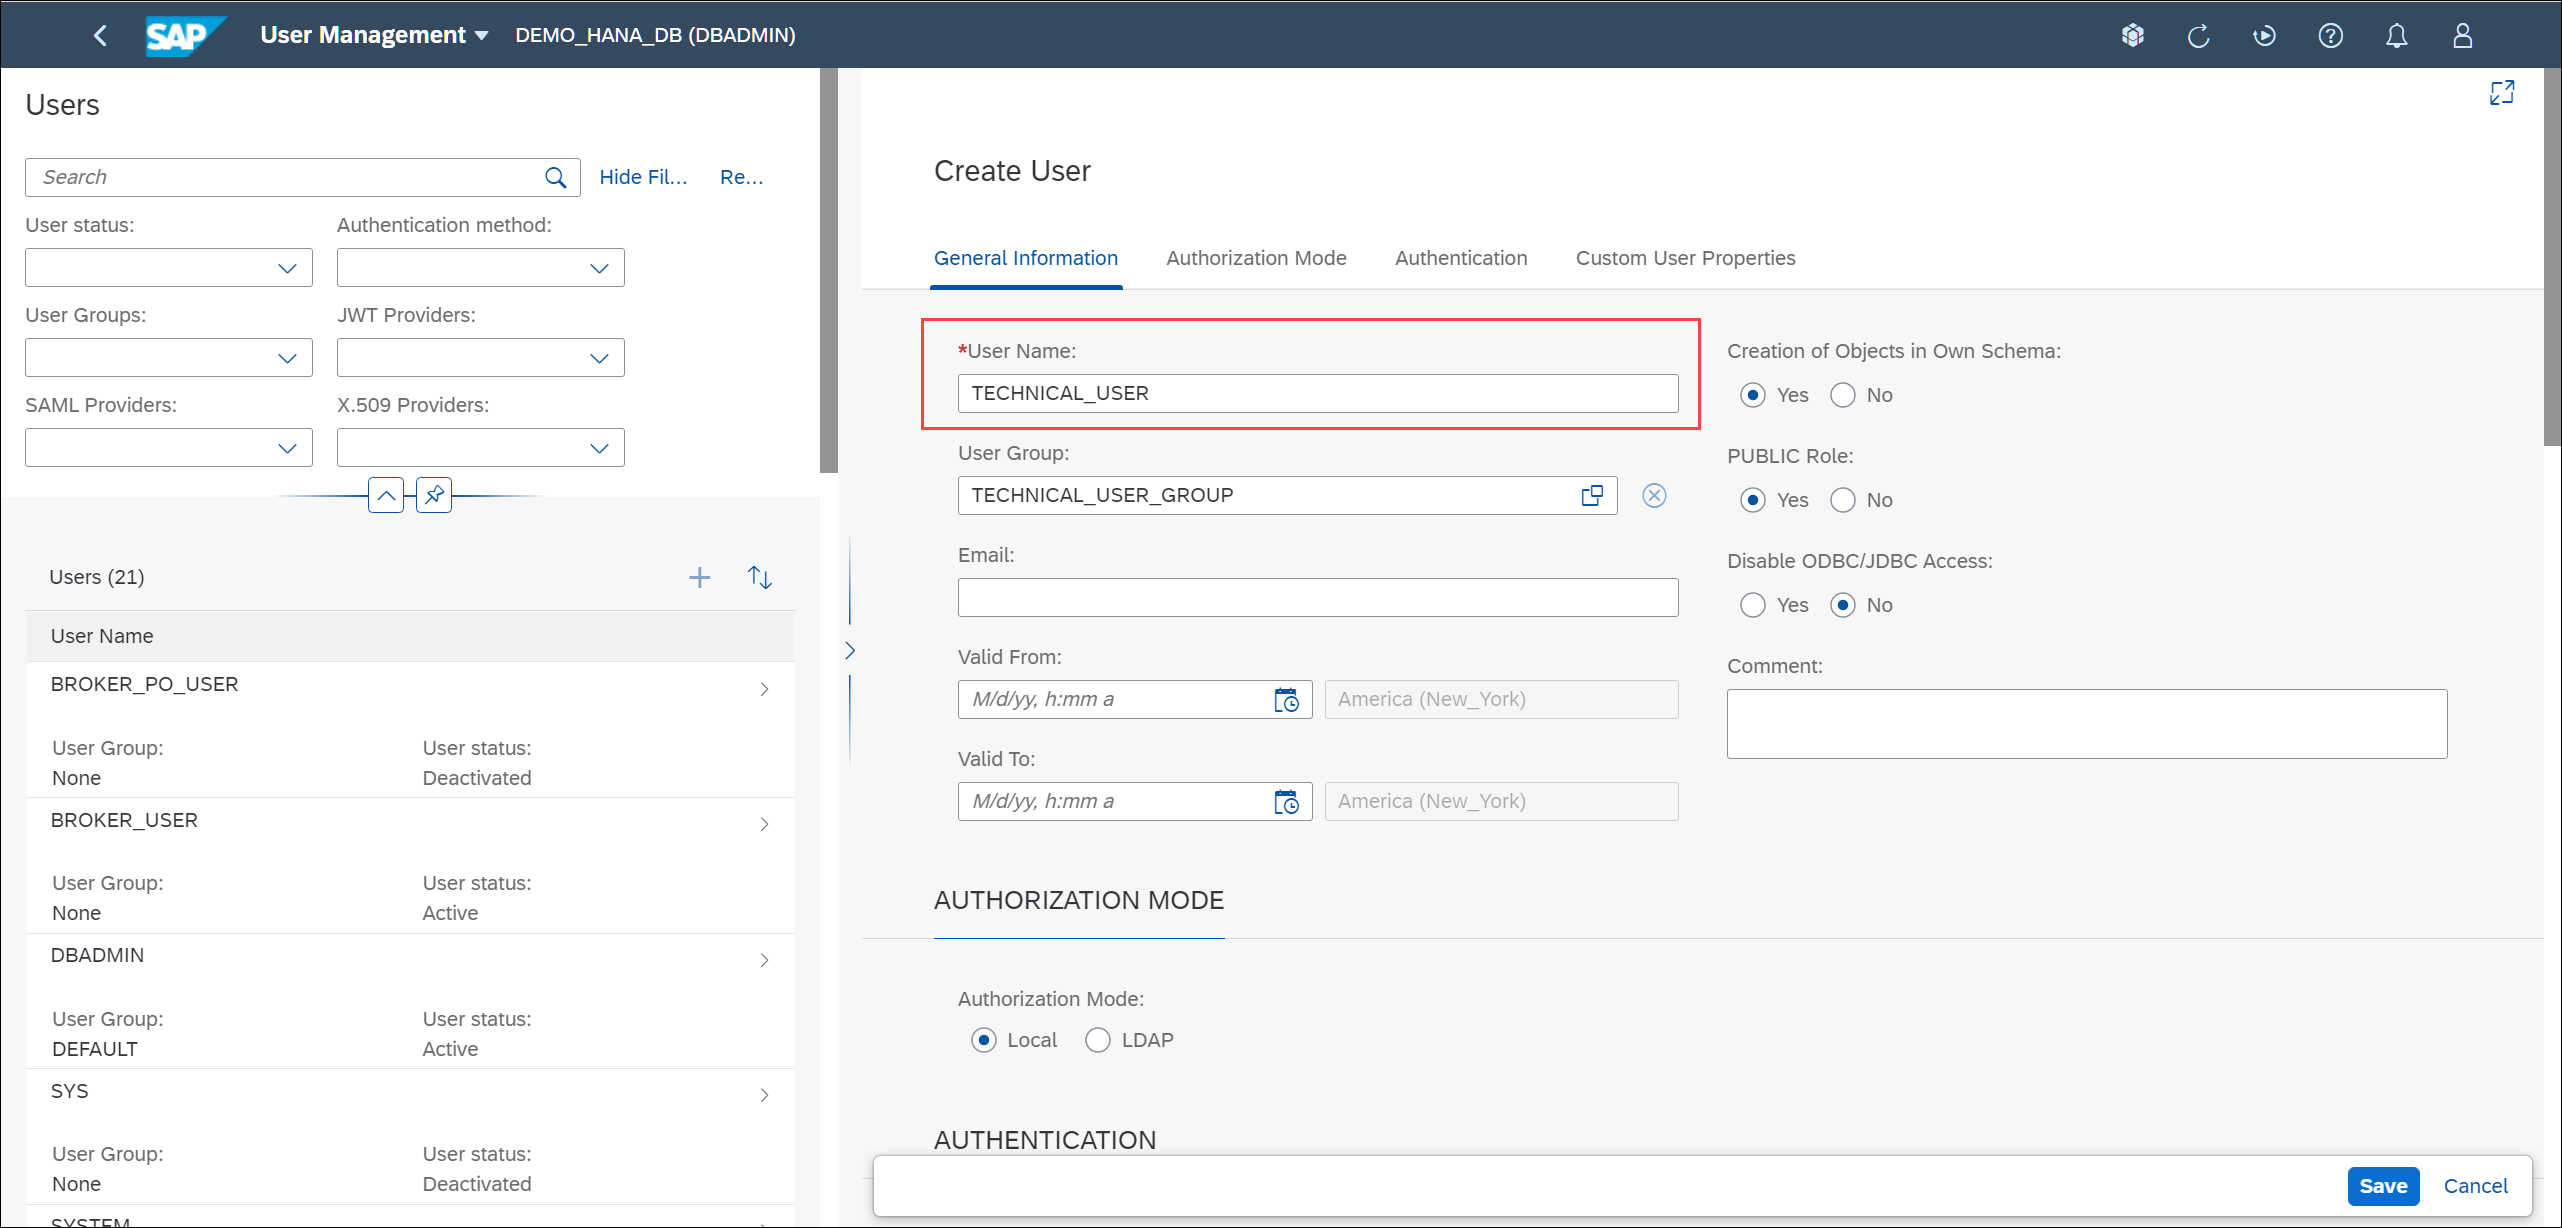 SAP User Management DEMO_HANA_DB (DBADMIN)
Users
Search Hide Fil... Re...
User status: Authentication method:
User Groups: JWT Providers:
SAML Providers: X.509 Providers:
Users (21)
User Name
BROKER_PO_USER
User Group: User status:
None Deactivated
BROKER_USER
User Group: User status:
None Active
DBADMIN
User Group: User status:
DEFAULT Active
SYS
User Group: User status:
None Deactivated
SYSTEM
Create User
General Information Authorization Mode Authentication Custom User Properties
*User Name:
TECHNICAL_USER
User Group:
TECHNICAL_USER_GROUP
Email:
Valid From:
M/d/yy, h:mm a America (New_York)
Valid To:
M/d/yy, h:mm a America (New_York)
Creation of Objects in Own Schema:
Yes No
PUBLIC Role:
Yes No
Disable ODBC/JDBC Access:
Yes No
Comment:
AUTHORIZATION MODE
Authorization Mode:
Local LDAP
AUTHENTICATION
Save Cancel